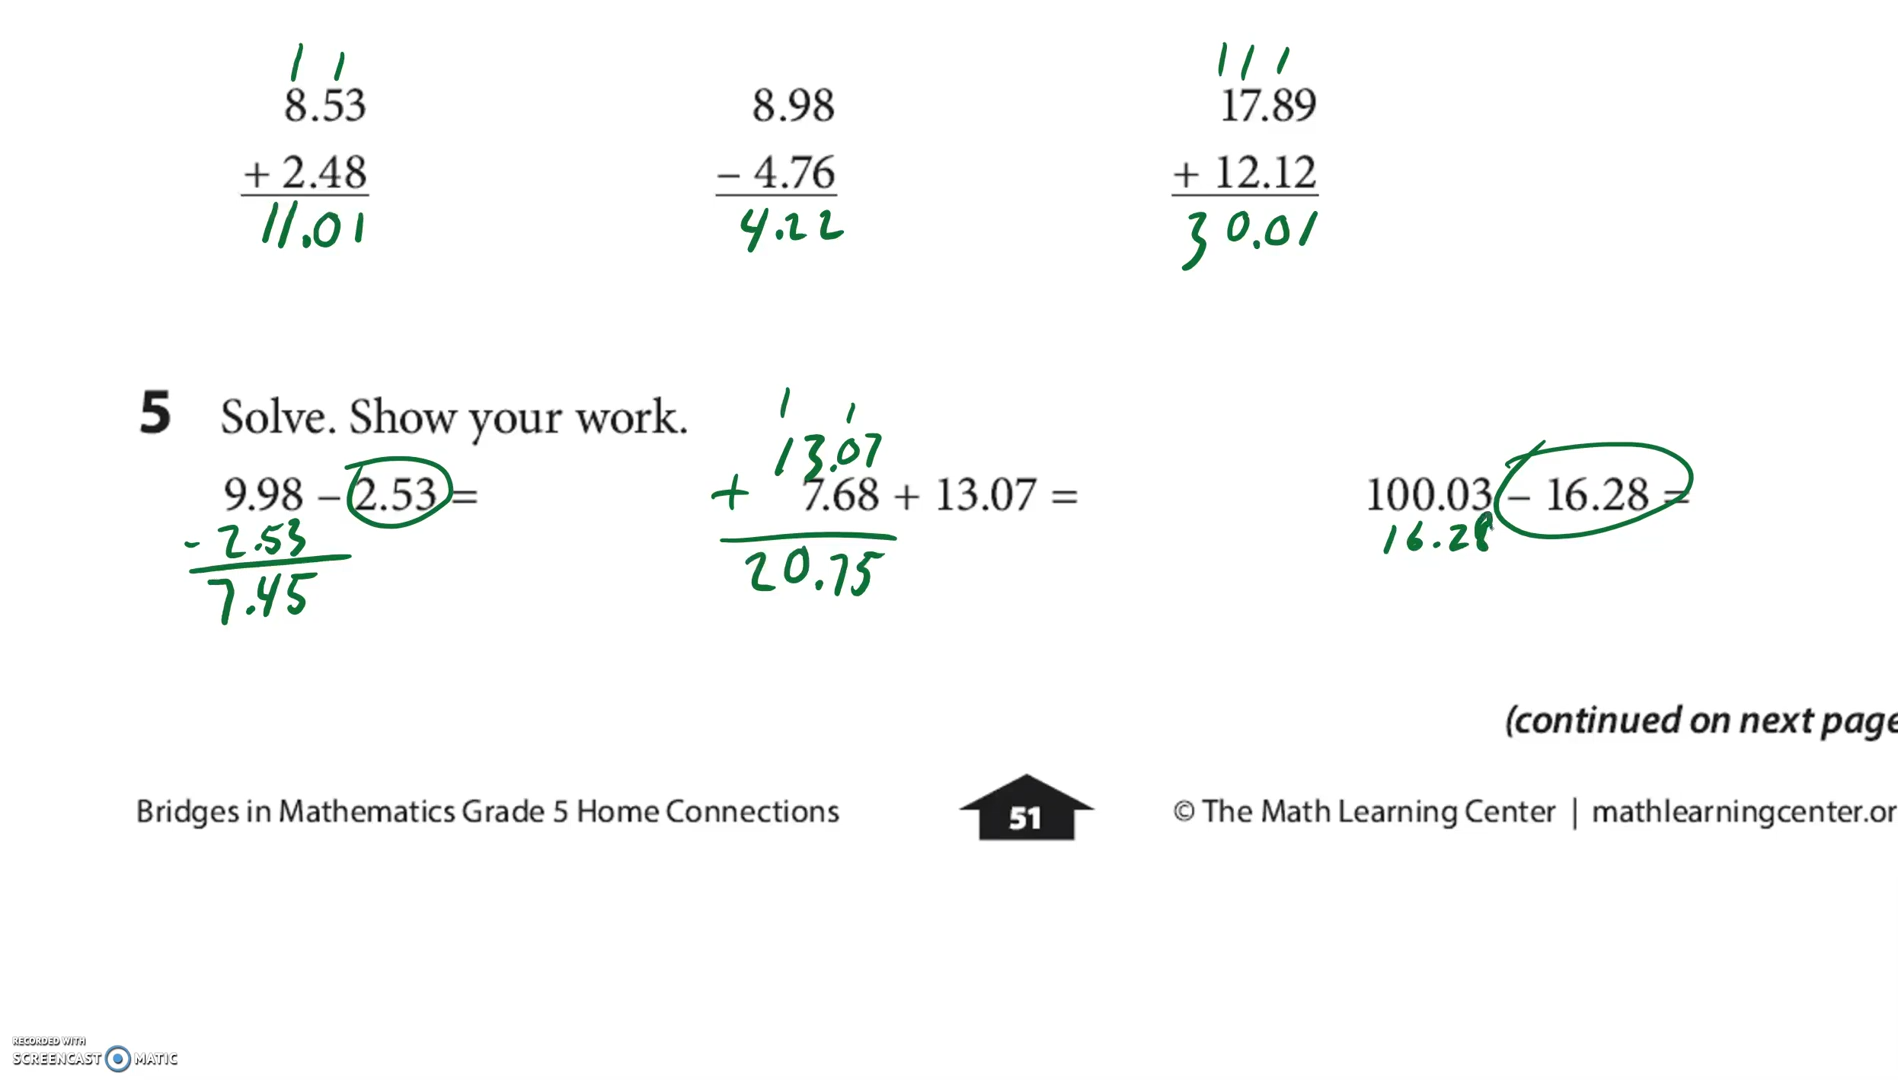 1 1
8.53
+ 2.48
11.01
8.98
– 4.76
4.22
1 1 1
17.89
+ 12.12
30.01
5 Solve. Show your work.
9.98 – 2.53 =
- 2.53
7.45
1 1
13.07
+ 7.68 + 13.07 =
20.75
100.03 – 16.28 =
16.28
(continued on next page
Bridges in Mathematics Grade 5 Home Connections
51
© The Math Learning Center | mathlearningcenter.or
RECORDED WITH
SCREENCAST MATIC